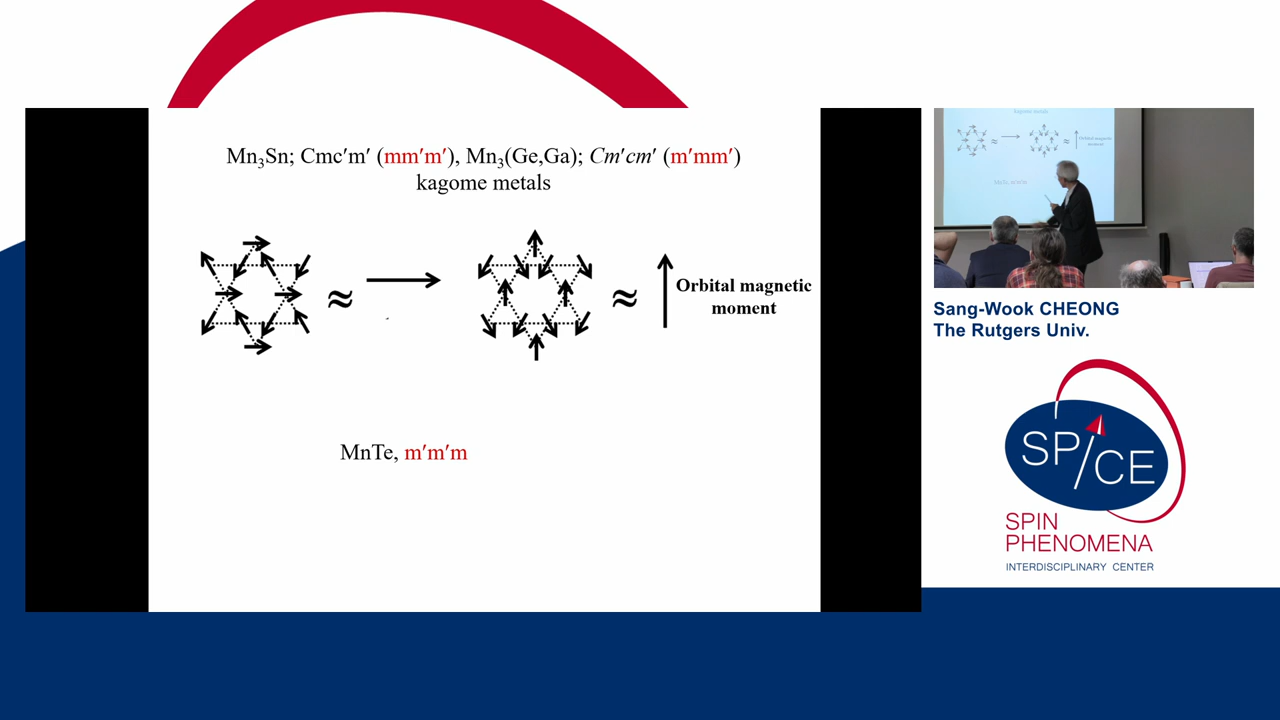 Mn₃Sn; Cmc′m′ (mm′m′), Mn₃(Ge,Ga); Cm′cm′ (m′mm′)
kagome metals
≈
≈
Orbital magnetic
moment
MnTe, m′m′m
Sang-Wook CHEONG
The Rutgers Univ.
SP/CE
SPIN
PHENOMENA
INTERDISCIPLINARY CENTER